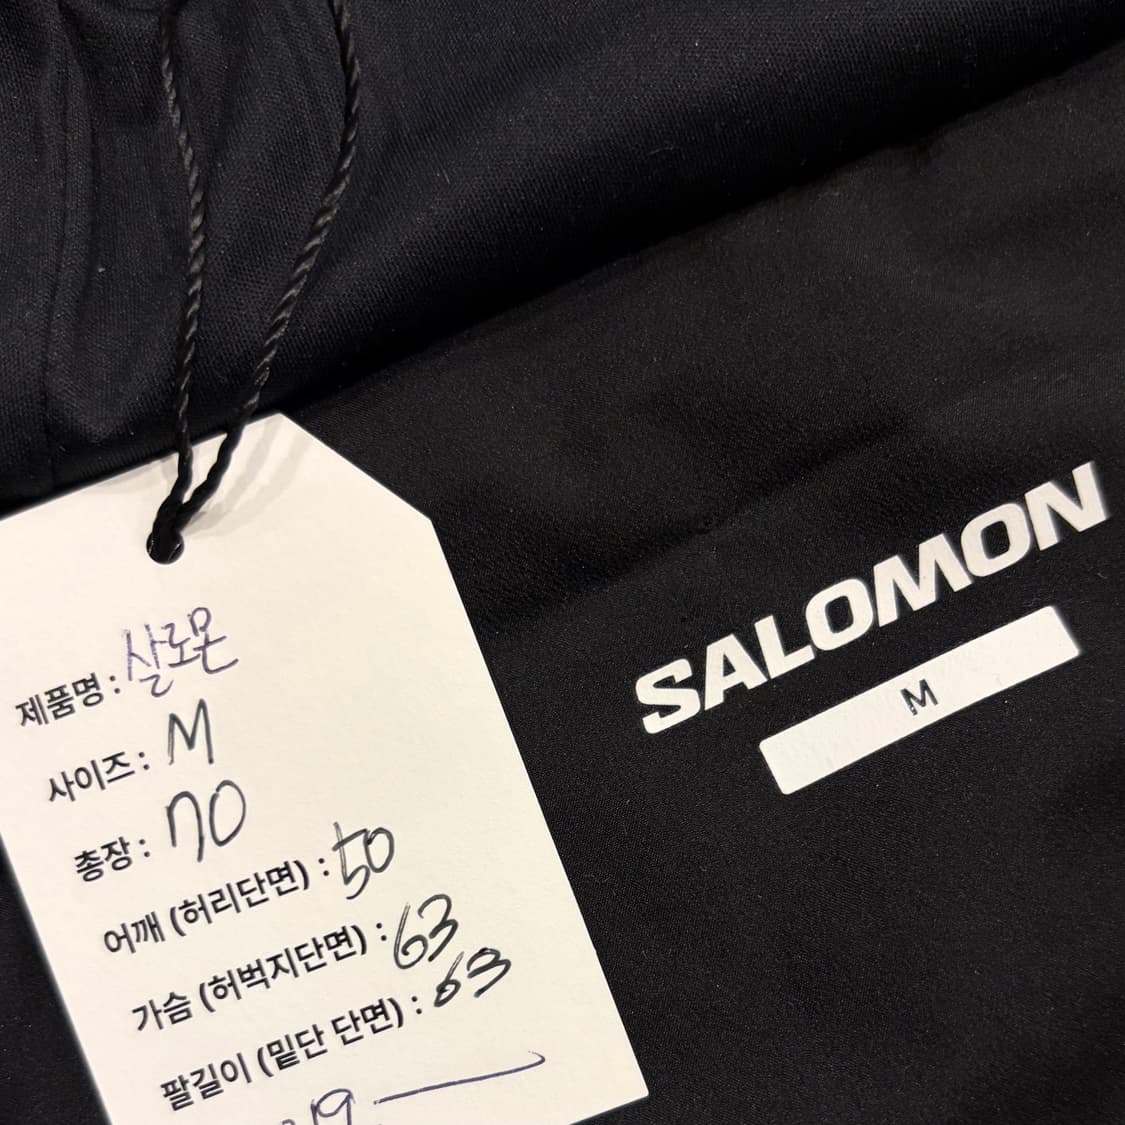 제품명 : 살로몬
사이즈 : M
총장 : 70
어깨 (허리단면) : 50
가슴 (허벅지단면) : 63
팔길이 (밑단 단면) : 63
SALOMON
M